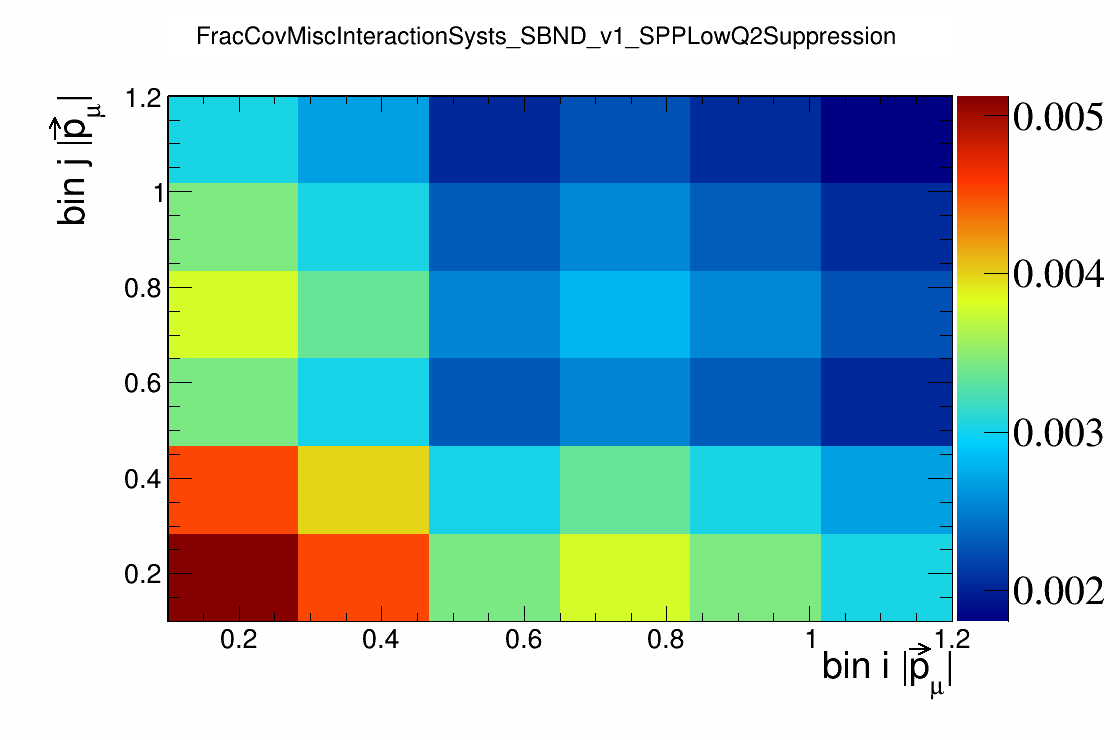 FracCovMiscInteractionSysts_SBND_v1_SPPLowQ2Suppression
bin j |p⃗μ|
1.2
1
0.8
0.6
0.4
0.2
0.2 0.4 0.6 0.8 1 1.2
bin i |p⃗μ|
0.005
0.004
0.003
0.002